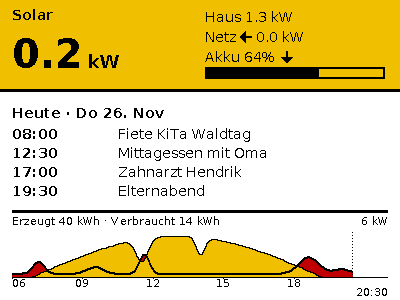 Solar
0.2 kW
Haus 1.3 kW
Netz ← 0.0 kW
Akku 64% ↓
Heute · Do 26. Nov
08:00 Fiete KiTa Waldtag
12:30 Mittagessen mit Oma
17:00 Zahnarzt Hendrik
19:30 Elternabend
Erzeugt 40 kWh · Verbraucht 14 kWh 6 kW
06 09 12 15 18
20:30